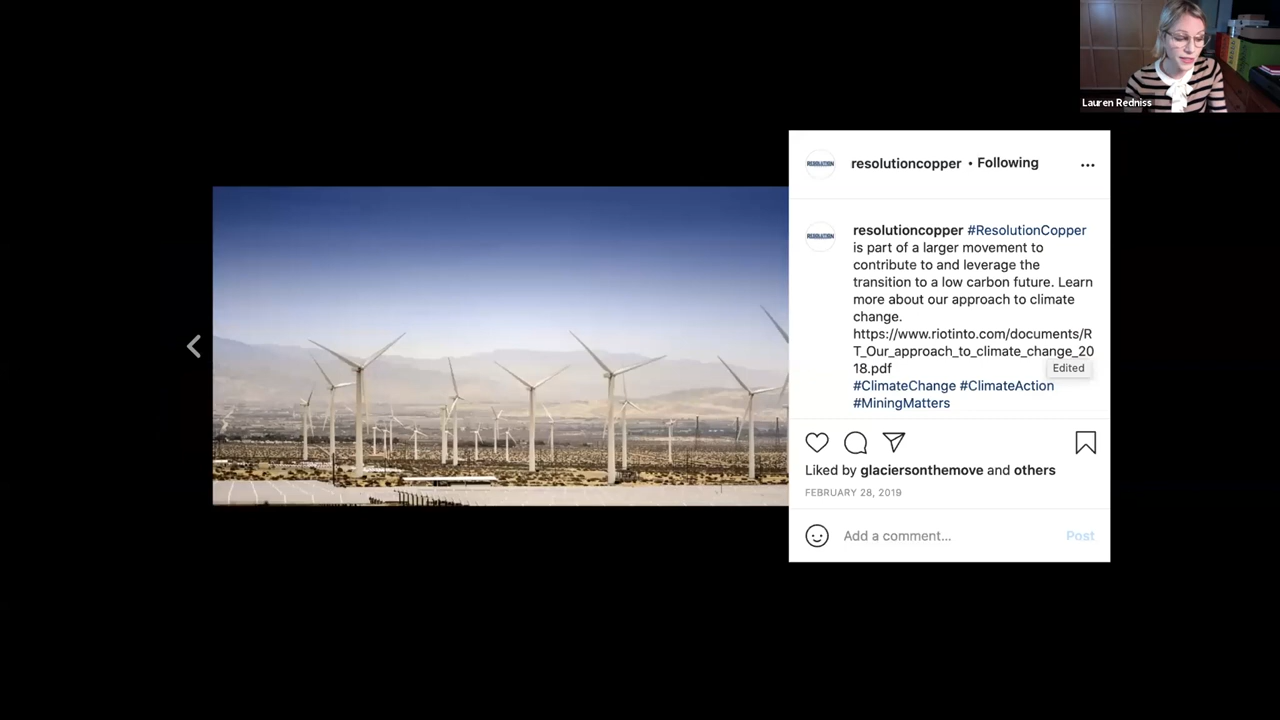 Lauren Redniss
RESOLUTION
resolutioncopper • Following
RESOLUTION
resolutioncopper #ResolutionCopper
is part of a larger movement to
contribute to and leverage the
transition to a low carbon future. Learn
more about our approach to climate
change.
https://www.riotinto.com/documents/R
T_Our_approach_to_climate_change_20
18.pdf
Edited
#ClimateChange #ClimateAction
#MiningMatters
Liked by glaciersonthemove and others
FEBRUARY 28, 2019
Add a comment...
Post